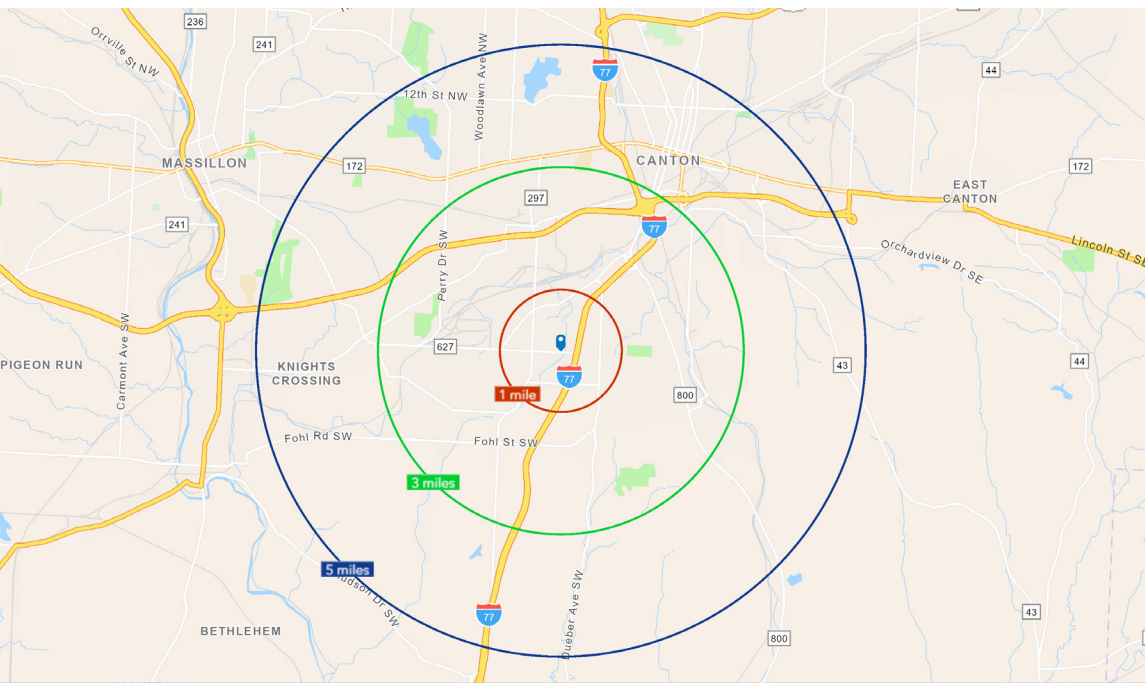 236
Orrville St NW
241
Woodlawn Ave NW
77
44
12th St NW
MASSILLON
172
CANTON
172
297
EAST
CANTON
241
77
Perry Dr SW
Orchardview Dr SE
Lincoln St SE
Carmont Ave SW
627
PIGEON RUN
KNIGHTS
CROSSING
43
44
77
1 mile
800
Fohl Rd SW
Fohl St SW
3 miles
5 miles
Hudson Dr SW
Dueber Ave SW
77
43
BETHLEHEM
800